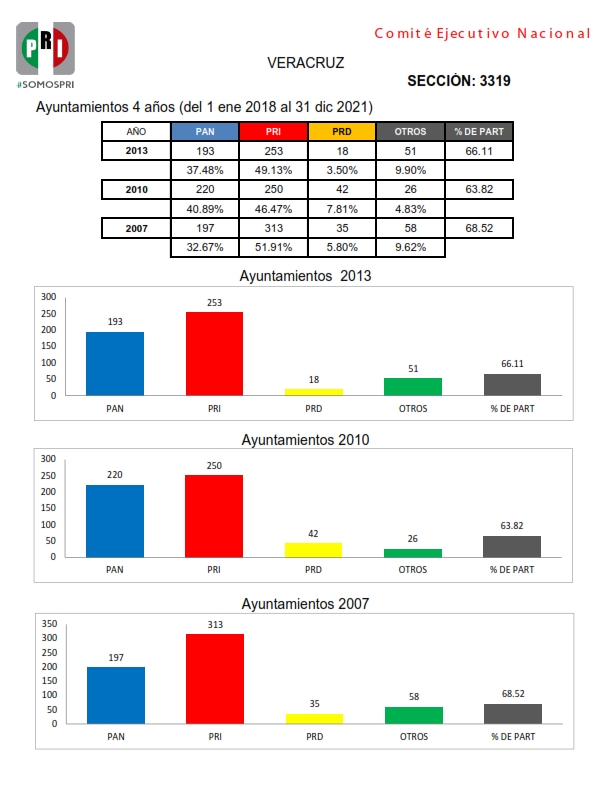 Comité Ejecutivo Nacional
PRI
#SOMOSPRI
VERACRUZ
SECCIÓN: 3319
Ayuntamientos 4 años (del 1 ene 2018 al 31 dic 2021)
AÑO PAN PRI PRD OTROS % DE PART
2013 193 253 18 51 66.11
37.48% 49.13% 3.50% 9.90%
2010 220 250 42 26 63.82
40.89% 46.47% 7.81% 4.83%
2007 197 313 35 58 68.52
32.67% 51.91% 5.80% 9.62%
Ayuntamientos 2013
300
250
200
150
100
50
0
193 253 18 51 66.11
PAN PRI PRD OTROS % DE PART
Ayuntamientos 2010
300
250
200
150
100
50
0
220 250 42 26 63.82
PAN PRI PRD OTROS % DE PART
Ayuntamientos 2007
350
300
250
200
150
100
50
0
197 313 35 58 68.52
PAN PRI PRD OTROS % DE PART